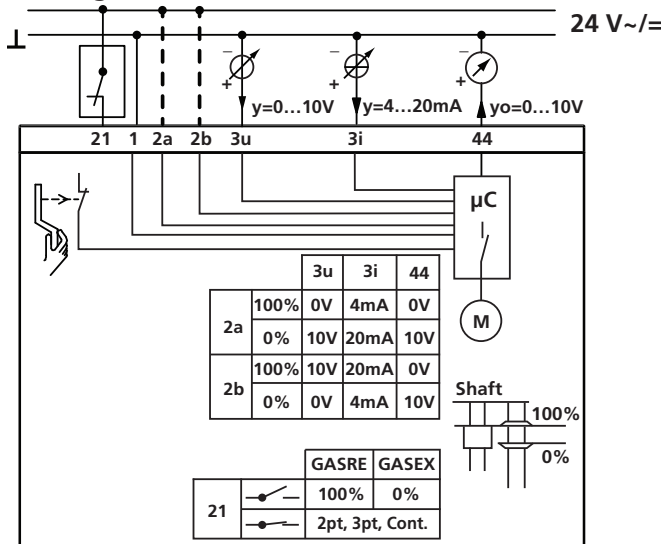 24 V~/=
⊥
− − −
+ + +
y=0...10V y=4...20mA yo=0...10V
21 1 2a 2b 3u 3i 44
µC
3u 3i 44
2a 100% 0V 4mA 0V
0% 10V 20mA 10V
2b 100% 10V 20mA 0V
0% 0V 4mA 10V
M
Shaft
100%
0%
GASRE GASEX
21 100% 0%
2pt, 3pt, Cont.